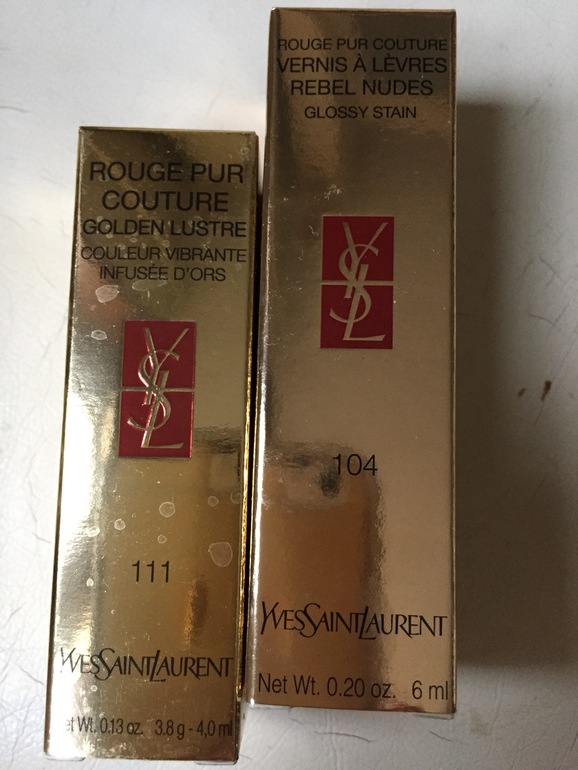 ROUGE PUR
COUTURE
GOLDEN LUSTRE
COULEUR VIBRANTE
INFUSÉE D'ORS
YSL
111
YVESSAINTLAURENT
et Wt. 0.13 oz. 3.8 g - 4,0 ml
ROUGE PUR COUTURE
VERNIS À LÈVRES
REBEL NUDES
GLOSSY STAIN
YSL
104
YVESSAINTLAURENT
Net Wt. 0.20 oz. 6 ml